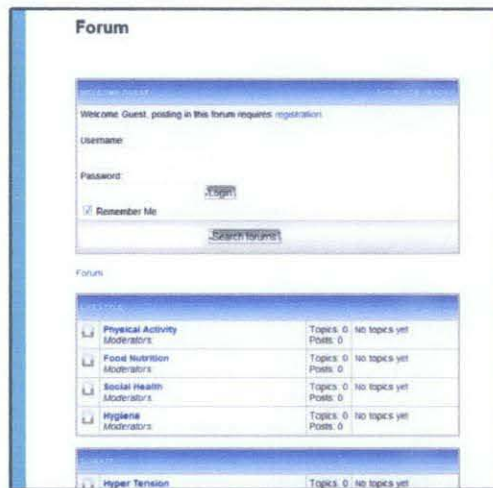 Forum
Welcome Guest, posting in this forum requires registration
Username:
Password:
Login
Remember Me
Search forums
Forum
Physical Activity Topics: 0 No topics yet
Moderators: Posts: 0
Food Nutrition Topics: 0 No topics yet
Moderators: Posts: 0
Social Health Topics: 0 No topics yet
Moderators: Posts: 0
Hygiene Topics: 0 No topics yet
Moderators: Posts: 0
Hyper Tension Topics: 0 No topics yet